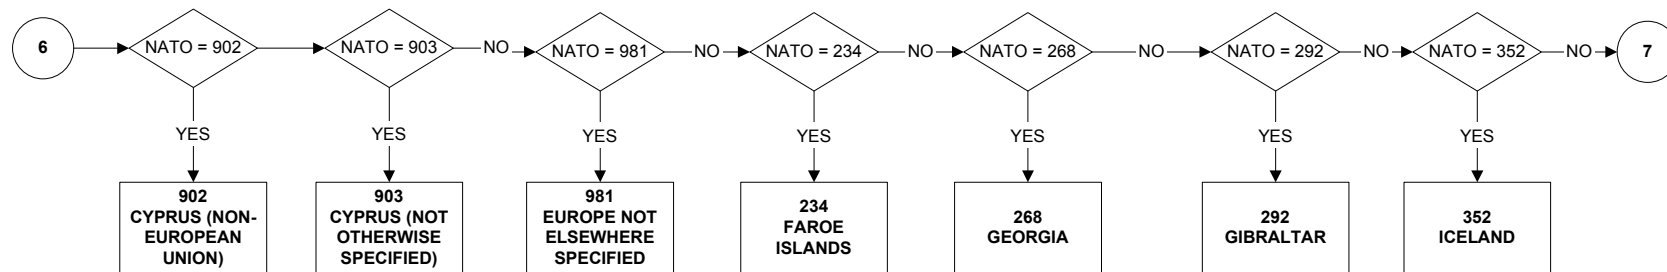 6
NATO = 902
NATO = 903
NO
NATO = 981
NO
NATO = 234
NO
NATO = 268
NO
NATO = 292
NO
NATO = 352
NO
7
YES
YES
YES
YES
YES
YES
YES
902
CYPRUS (NON-
EUROPEAN
UNION)
903
CYPRUS (NOT
OTHERWISE
SPECIFIED)
981
EUROPE NOT
ELSEWHERE
SPECIFIED
234
FAROE
ISLANDS
268
GEORGIA
292
GIBRALTAR
352
ICELAND